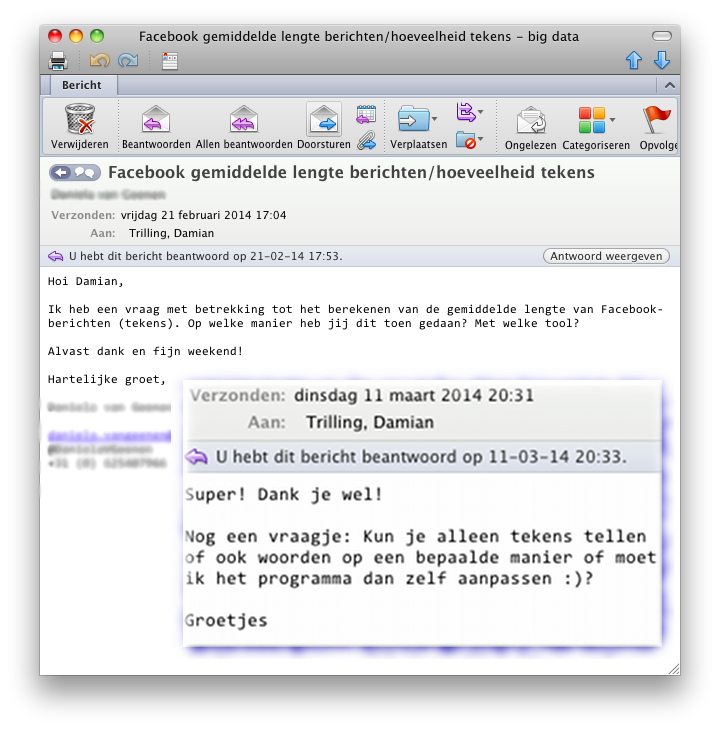 Facebook gemiddelde lengte berichten/hoeveelheid tekens – big data
Bericht
Verwijderen
Beantwoorden
Allen beantwoorden
Doorsturen
Verplaatsen
Ongelezen
Categoriseren
Opvolge
Facebook gemiddelde lengte berichten/hoeveelheid tekens
Verzonden: vrijdag 21 februari 2014 17:04
Aan: Trilling, Damian
U hebt dit bericht beantwoord op 21-02-14 17:53.
Antwoord weergeven
Hoi Damian,
Ik heb een vraag met betrekking tot het berekenen van de gemiddelde lengte van Facebook-
berichten (tekens). Op welke manier heb jij dit toen gedaan? Met welke tool?
Alvast dank en fijn weekend!
Hartelijke groet,
Verzonden: dinsdag 11 maart 2014 20:31
Aan: Trilling, Damian
U hebt dit bericht beantwoord op 11-03-14 20:33.
Super! Dank je wel!
Nog een vraagje: Kun je alleen tekens tellen
of ook woorden op een bepaalde manier of moet
ik het programma dan zelf aanpassen :)?
Groetjes